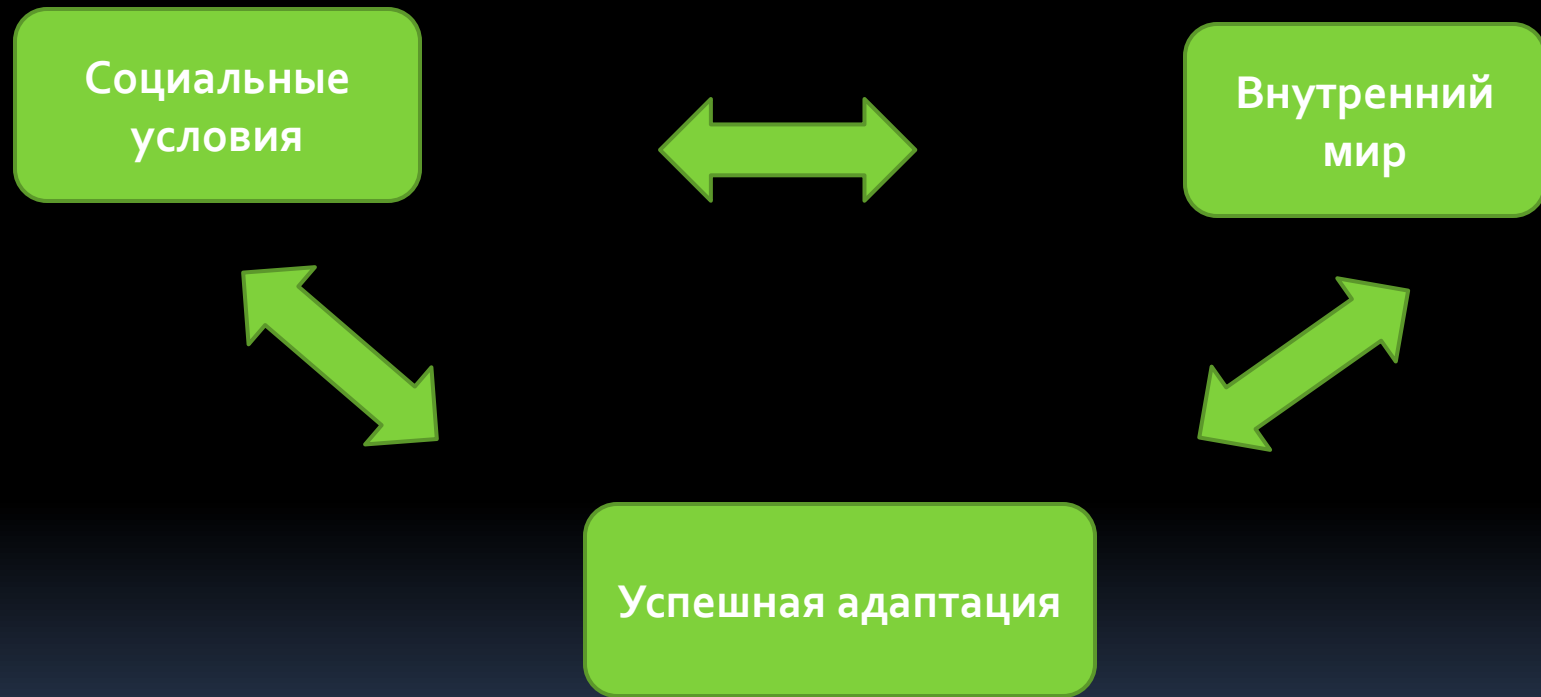 Социальные
условия
Внутренний
мир
Успешная адаптация